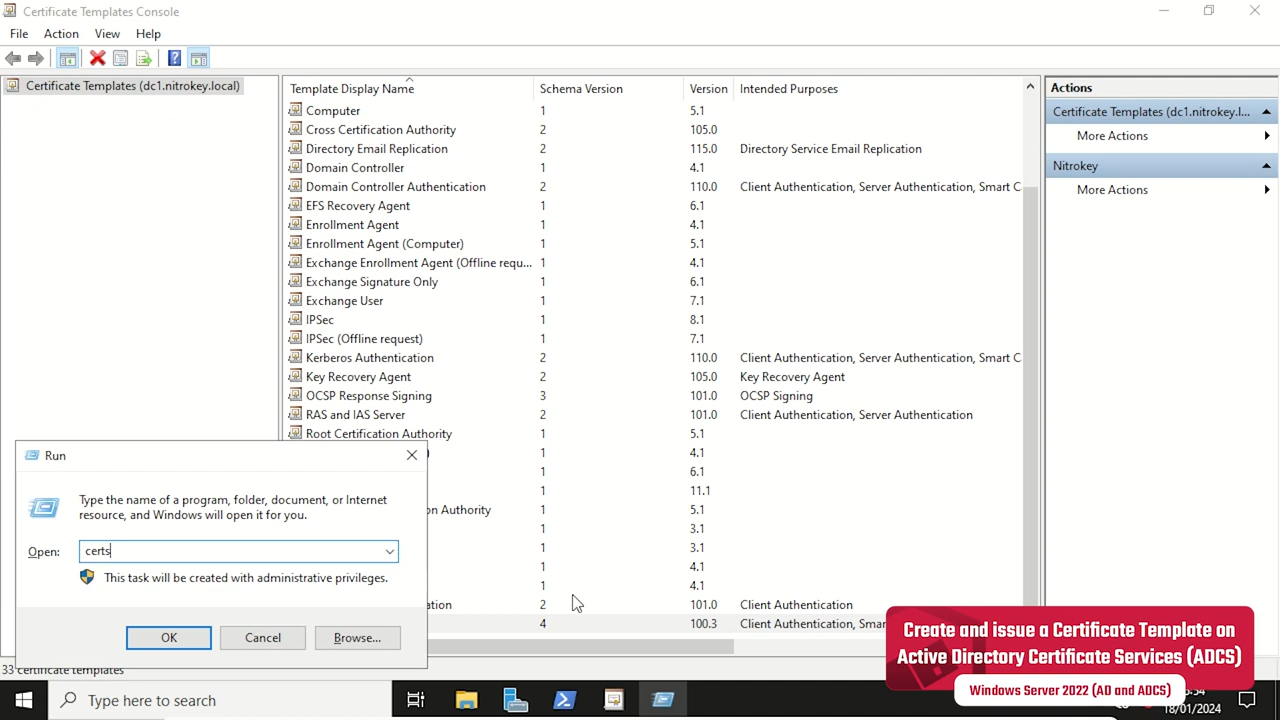 Certificate Templates Console
File Action View Help
Certificate Templates (dc1.nitrokey.local)
Template Display Name Schema Version Version Intended Purposes
Computer 1 5.1
Cross Certification Authority 2 105.0
Directory Email Replication 2 115.0 Directory Service Email Replication
Domain Controller 1 4.1
Domain Controller Authentication 2 110.0 Client Authentication, Server Authentication, Smart C
EFS Recovery Agent 1 6.1
Enrollment Agent 1 4.1
Enrollment Agent (Computer) 1 5.1
Exchange Enrollment Agent (Offline requ... 1 4.1
Exchange Signature Only 1 6.1
Exchange User 1 7.1
IPSec 1 8.1
IPSec (Offline request) 1 7.1
Kerberos Authentication 2 110.0 Client Authentication, Server Authentication, Smart C
Key Recovery Agent 2 105.0 Key Recovery Agent
OCSP Response Signing 3 101.0 OCSP Signing
RAS and IAS Server 2 101.0 Client Authentication, Server Authentication
Root Certification Authority 1 5.1
) 1 4.1
1 6.1
1 11.1
on Authority 1 5.1
1 3.1
1 3.1
1 4.1
1 4.1
ation 2 101.0 Client Authentication
4 100.3 Client Authentication, Smar
Actions
Certificate Templates (dc1.nitrokey.l...
More Actions
Nitrokey
More Actions
Run
Type the name of a program, folder, document, or Internet
resource, and Windows will open it for you.
Open: certs
This task will be created with administrative privileges.
OK Cancel Browse...
33 certificate templates
Create and issue a Certificate Template on
Active Directory Certificate Services (ADCS)
Windows Server 2022 (AD and ADCS)
Type here to search
18/01/2024